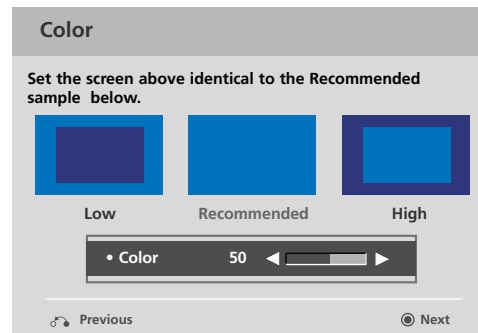 Color
Set the screen above identical to the Recommended
sample below.
Low Recommended High
• Color 50
Previous Next